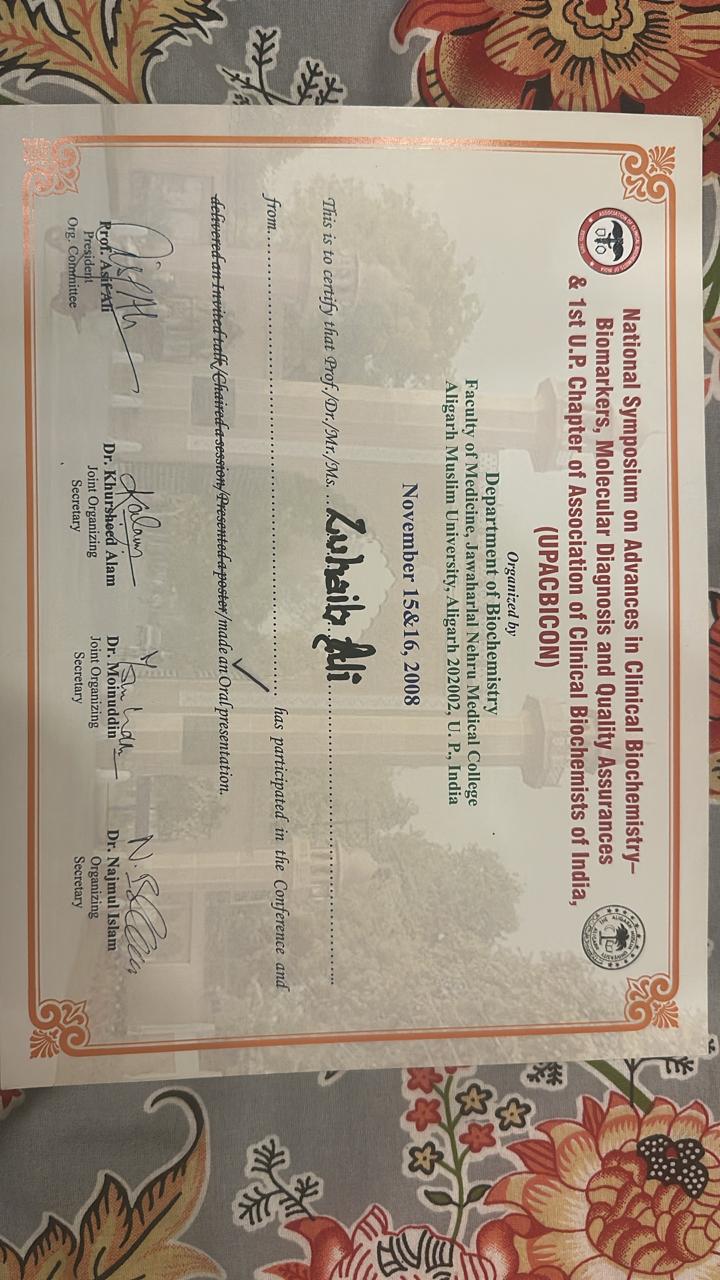 National Symposium on Advances in Clinical Biochemistry–
Biomarkers, Molecular Diagnosis and Quality Assurances
& 1st U.P. Chapter of Association of Clinical Biochemists of India,
(UPACBICON)
Organized by
Department of Biochemistry
Faculty of Medicine, Jawaharlal Nehru Medical College
Aligarh Muslim University, Aligarh 202002, U. P., India
November 15&16, 2008
This is to certify that Prof./Dr./Mr./Ms. ...Zuhaib Ali...
from............ has participated in the Conference and
delivered an Invited talk/Chaired a session/Presented a poster/made an Oral presentation.
Prof. Asif Ali
President
Org. Committee
Dr. Khursheed Alam
Joint Organizing
Secretary
Dr. Moinuddin
Joint Organizing
Secretary
Dr. Najmul Islam
Organizing
Secretary